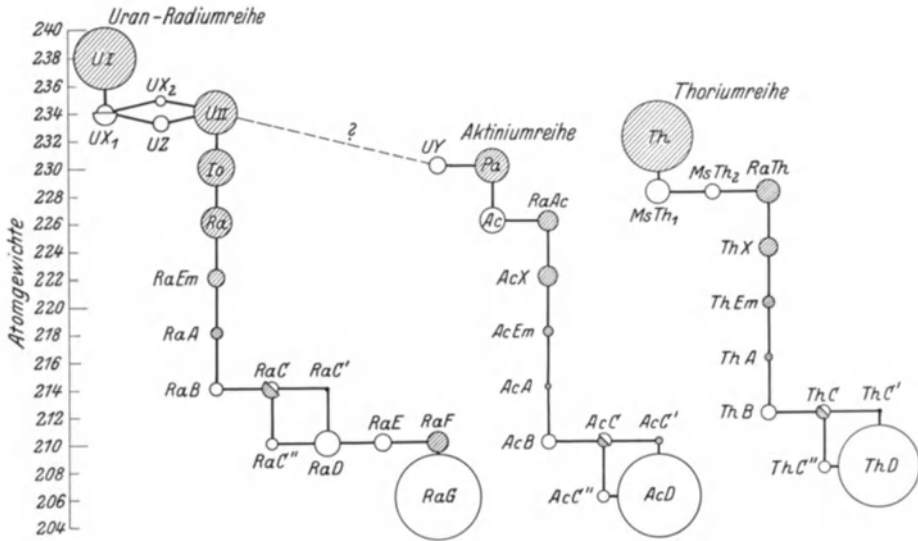 Uran-Radiumreihe
Aktiniumreihe
Thoriumreihe
Atomgewichte
240
238
236
234
232
230
228
226
224
222
220
218
216
214
212
210
208
206
204
UI
UX₂
UX₁
UZ
UII
Io
Ra
RaEm
RaA
RaB
RaC
RaC'
RaC"
RaD
RaE
RaF
RaG
?
UY
Pa
Ac
RaAc
AcX
AcEm
AcA
AcB
AcC
AcC'
AcC"
AcD
Th
MsTh₁
MsTh₂
RaTh
ThX
ThEm
ThA
ThB
ThC
ThC'
ThC"
ThD